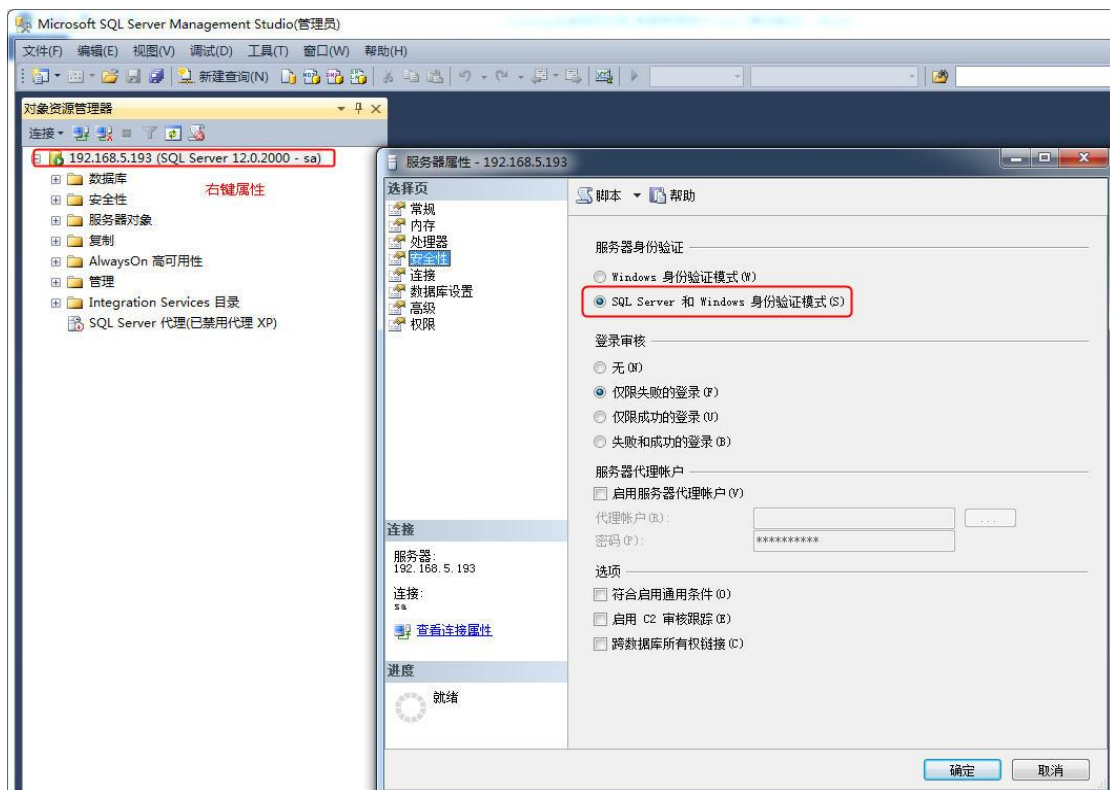 Microsoft SQL Server Management Studio(管理员)
文件(F) 编辑(E) 视图(V) 调试(D) 工具(T) 窗口(W) 帮助(H)
新建查询(N)
对象资源管理器
连接
192.168.5.193 (SQL Server 12.0.2000 - sa)
数据库
右键属性
安全性
服务器对象
复制
AlwaysOn 高可用性
管理
Integration Services 目录
SQL Server 代理(已禁用代理 XP)
服务器属性 - 192.168.5.193
选择页
常规
内存
处理器
安全性
连接
数据库设置
高级
权限
连接
服务器:
192.168.5.193
连接:
sa
查看连接属性
进度
就绪
脚本 帮助
服务器身份验证
Windows 身份验证模式(W)
SQL Server 和 Windows 身份验证模式(S)
登录审核
无(N)
仅限失败的登录(F)
仅限成功的登录(U)
失败和成功的登录(B)
服务器代理帐户
启用服务器代理帐户(V)
代理帐户(R):
...
密码(P):
**********
选项
符合启用通用条件(O)
启用 C2 审核跟踪(E)
跨数据库所有权链接(C)
确定 取消